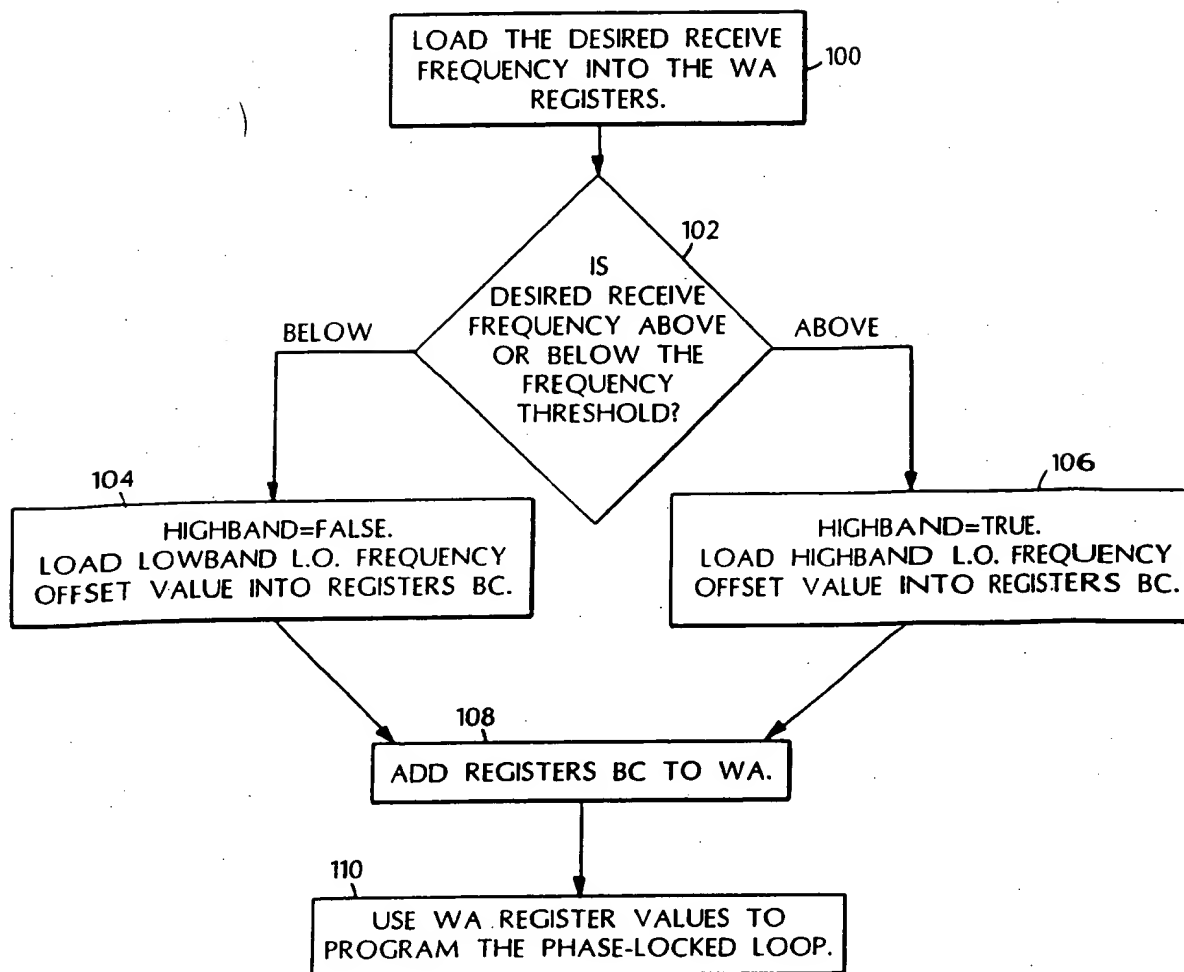 LOAD THE DESIRED RECEIVE
FREQUENCY INTO THE WA
REGISTERS.
100
102
IS
DESIRED RECEIVE
FREQUENCY ABOVE
OR BELOW THE
FREQUENCY
THRESHOLD?
BELOW
ABOVE
104
HIGHBAND=FALSE.
LOAD LOWBAND L.O. FREQUENCY
OFFSET VALUE INTO REGISTERS BC.
106
HIGHBAND=TRUE.
LOAD HIGHBAND L.O. FREQUENCY
OFFSET VALUE INTO REGISTERS BC.
108
ADD REGISTERS BC TO WA.
110
USE WA REGISTER VALUES TO
PROGRAM THE PHASE-LOCKED LOOP.